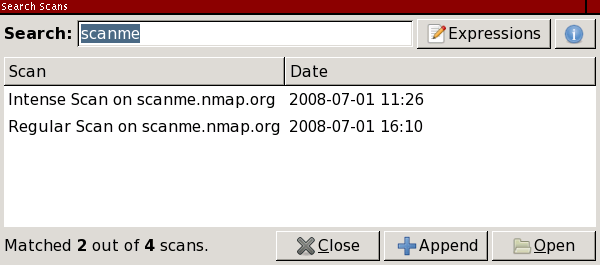 Search Scans
Search: scanme Expressions
Scan Date
Intense Scan on scanme.nmap.org 2008-07-01 11:26
Regular Scan on scanme.nmap.org 2008-07-01 16:10
Matched 2 out of 4 scans. Close Append Open